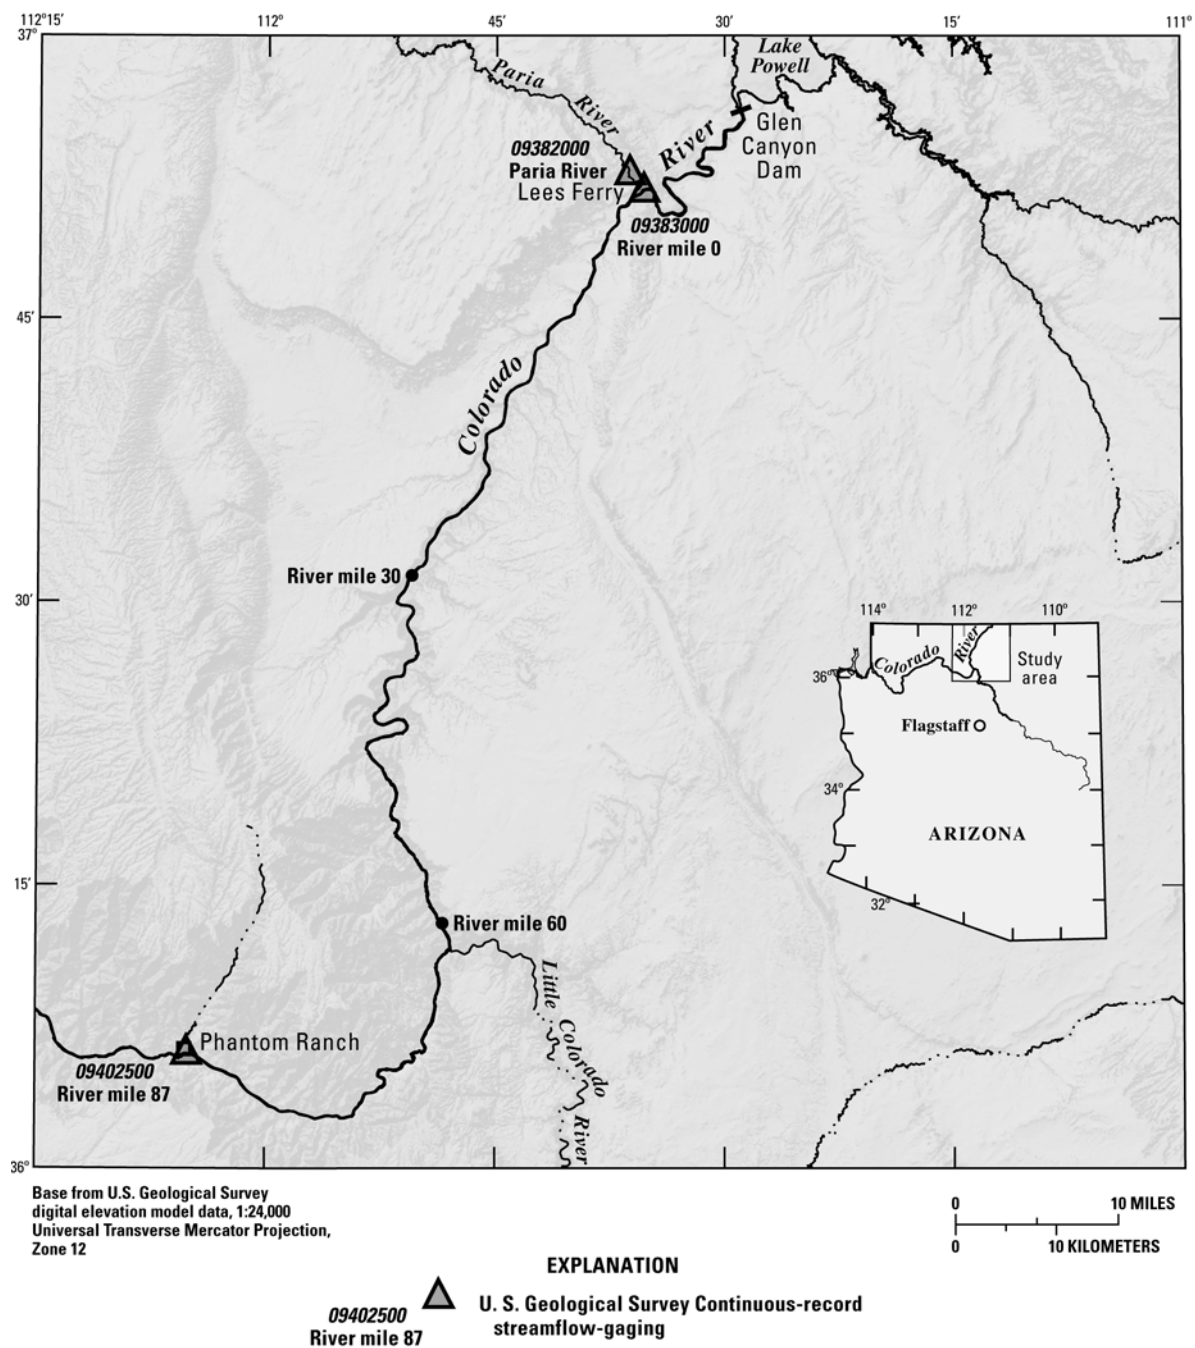 112°15'
112°
45'
30'
15'
111°
37°
Lake
Powell
Paria
River
River
Glen
Canyon
Dam
09382000
Paria River
Lees Ferry
09383000
River mile 0
45'
Colorado
River mile 30
30'
114°
112°
110°
Colorado
River
Study
area
36°
Flagstaff
34°
ARIZONA
32°
15'
River mile 60
Little
Colorado
River
Phantom Ranch
09402500
River mile 87
36°
Base from U.S. Geological Survey
digital elevation model data, 1:24,000
Universal Transverse Mercator Projection,
Zone 12
0 10 MILES
0 10 KILOMETERS
EXPLANATION
09402500
River mile 87
U. S. Geological Survey Continuous-record
streamflow-gaging